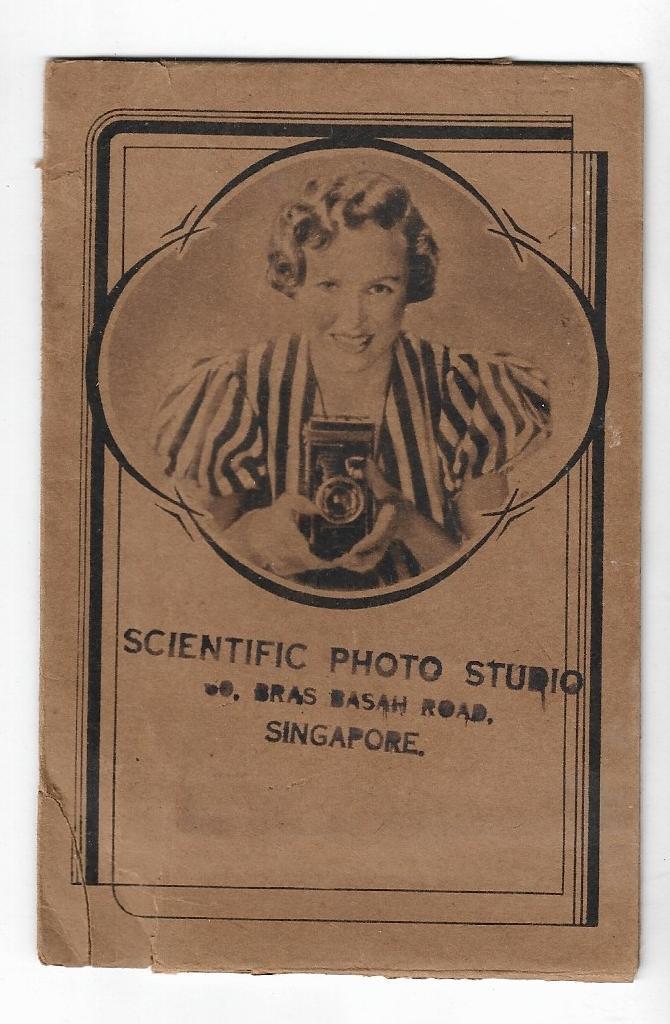 SCIENTIFIC PHOTO STUDIO
BRAS BASAH ROAD,
SINGAPORE.